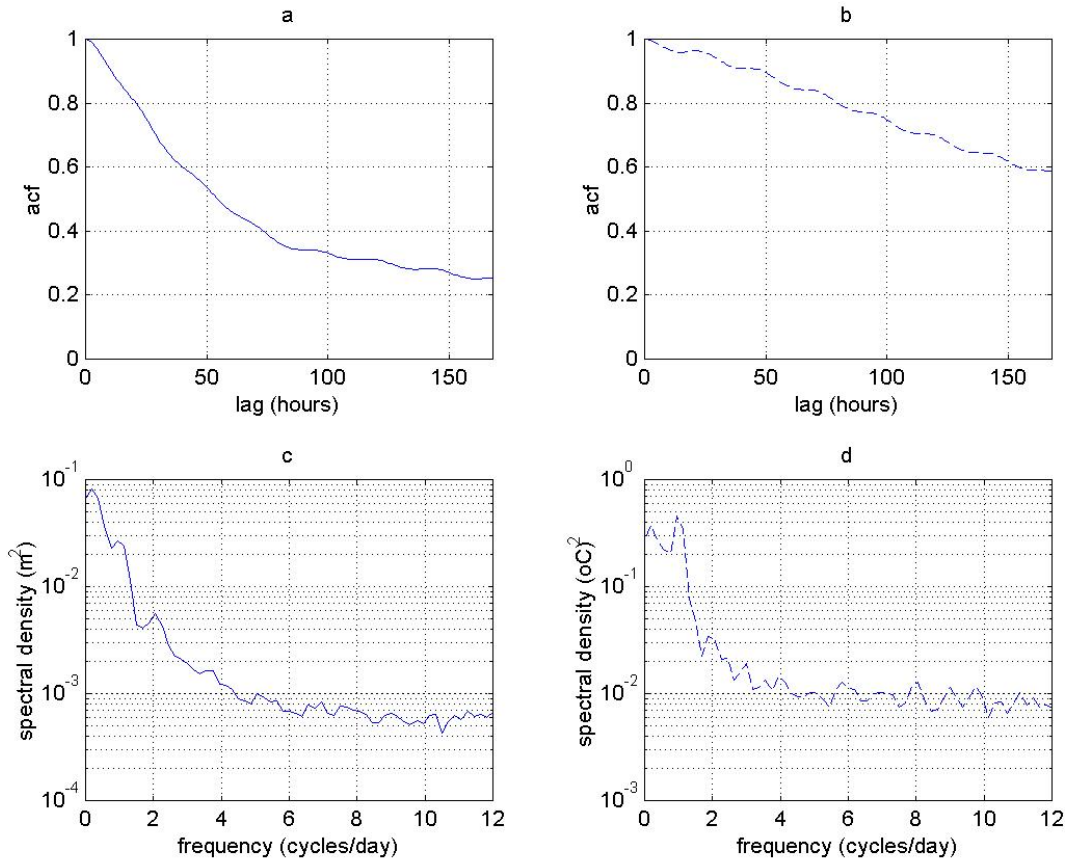 a
1
0.8
0.6
0.4
0.2
0
acf
0 50 100 150
lag (hours)
b
1
0.8
0.6
0.4
0.2
0
acf
0 50 100 150
lag (hours)
c
10^-1
10^-2
10^-3
10^-4
spectral density (m^2)
0 2 4 6 8 10 12
frequency (cycles/day)
d
10^0
10^-1
10^-2
10^-3
spectral density (oC^2)
0 2 4 6 8 10 12
frequency (cycles/day)